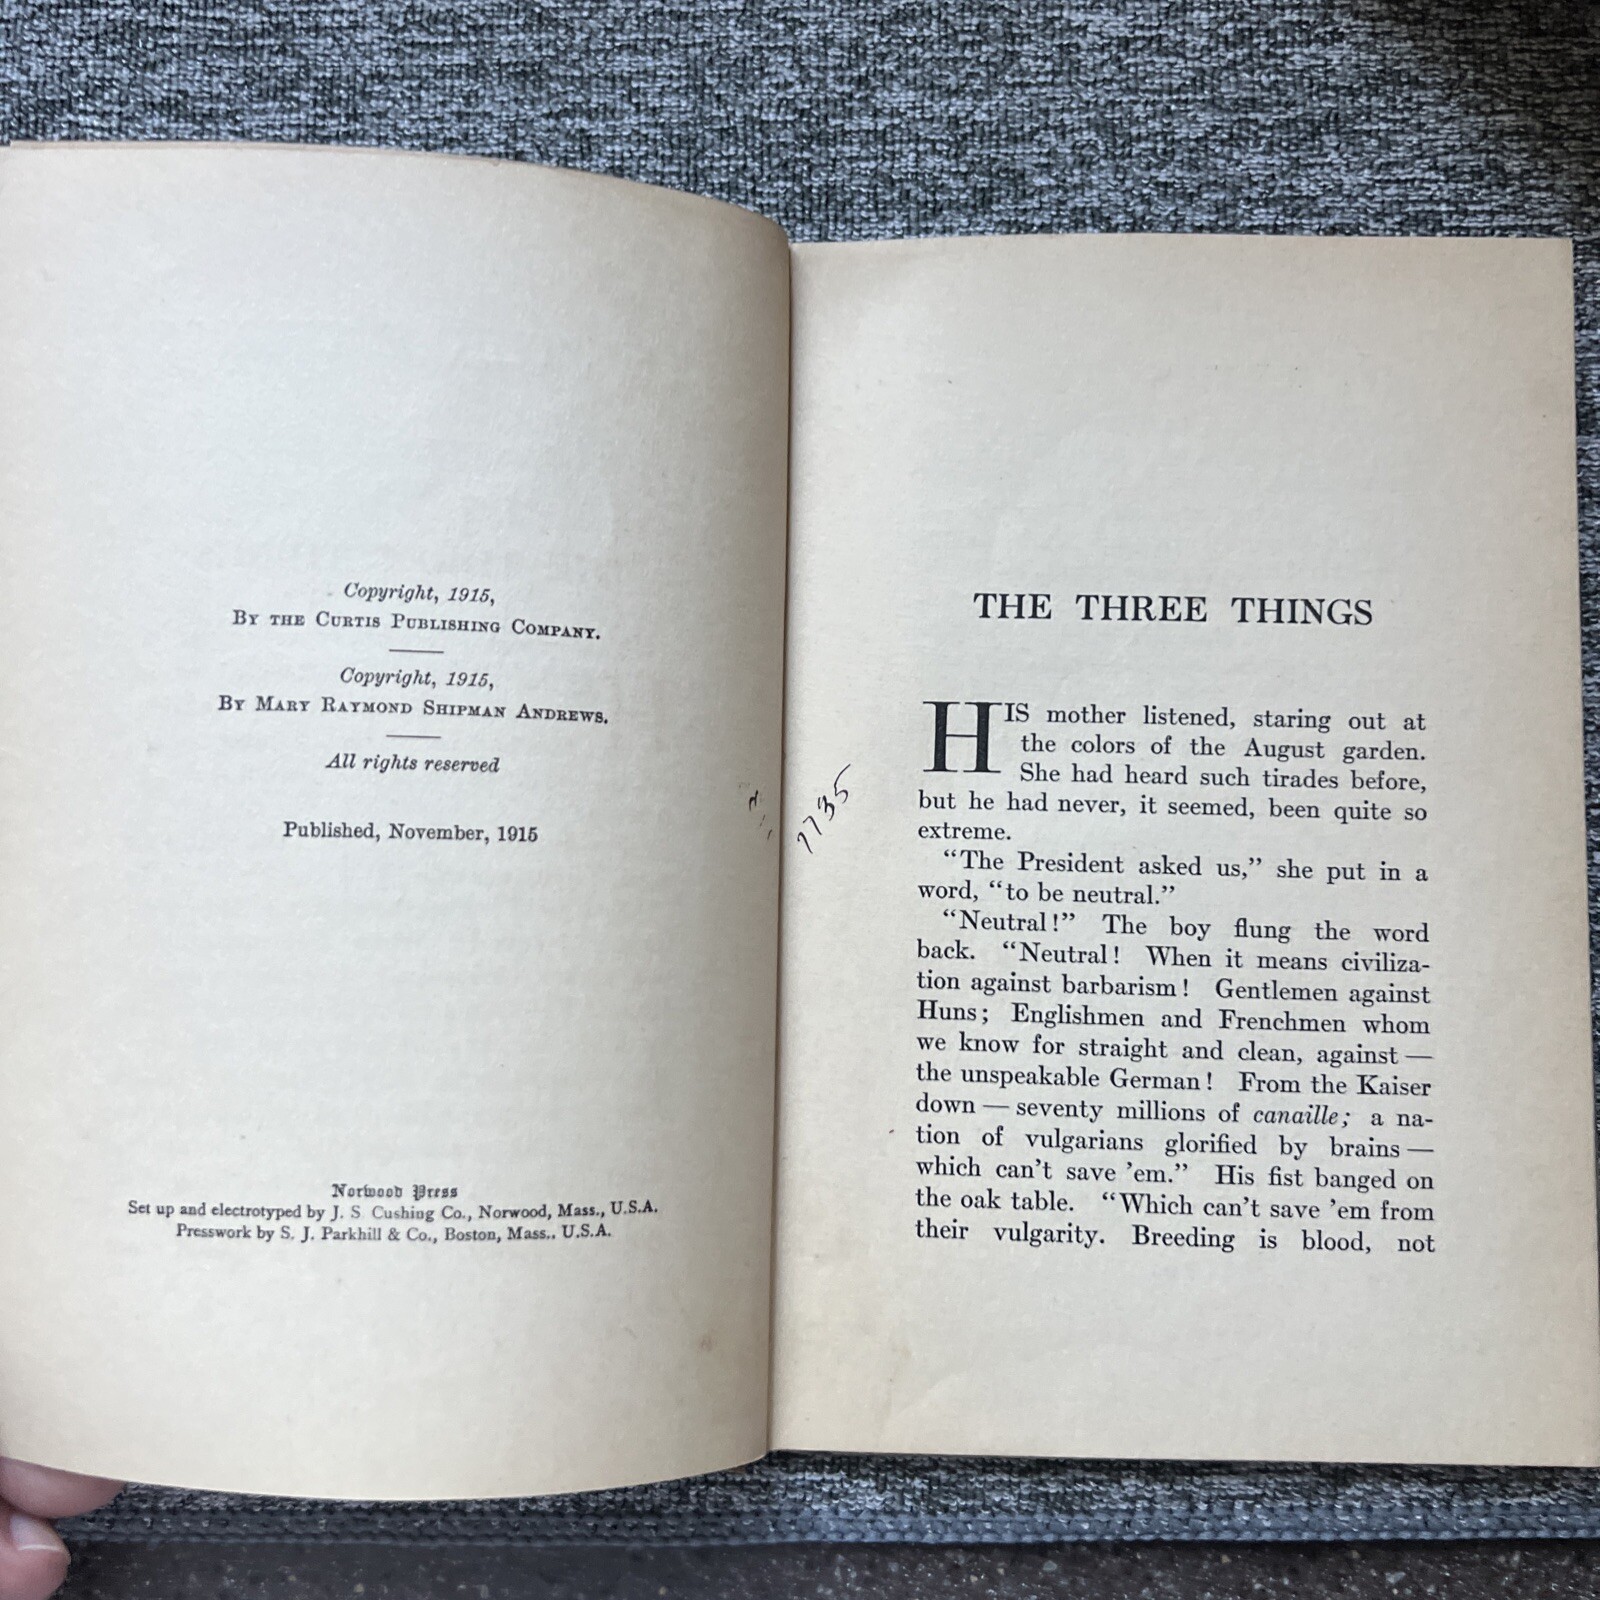 Copyright, 1915,
BY THE CURTIS PUBLISHING COMPANY.
Copyright, 1915,
BY MARY RAYMOND SHIPMAN ANDREWS.
All rights reserved
Published, November, 1915
Norwood Press
Set up and electrotyped by J. S. Cushing Co., Norwood, Mass., U.S.A.
Presswork by S. J. Parkhill & Co., Boston, Mass., U.S.A.
7735
THE THREE THINGS
HIS mother listened, staring out at
the colors of the August garden.
She had heard such tirades before,
but he had never, it seemed, been quite so
extreme.
“The President asked us,” she put in a
word, “to be neutral.”
“Neutral!” The boy flung the word
back. “Neutral! When it means civiliza-
tion against barbarism! Gentlemen against
Huns; Englishmen and Frenchmen whom
we know for straight and clean, against —
the unspeakable German! From the Kaiser
down — seventy millions of canaille; a na-
tion of vulgarians glorified by brains —
which can’t save ’em.” His fist banged on
the oak table. “Which can’t save ’em from
their vulgarity. Breeding is blood, not